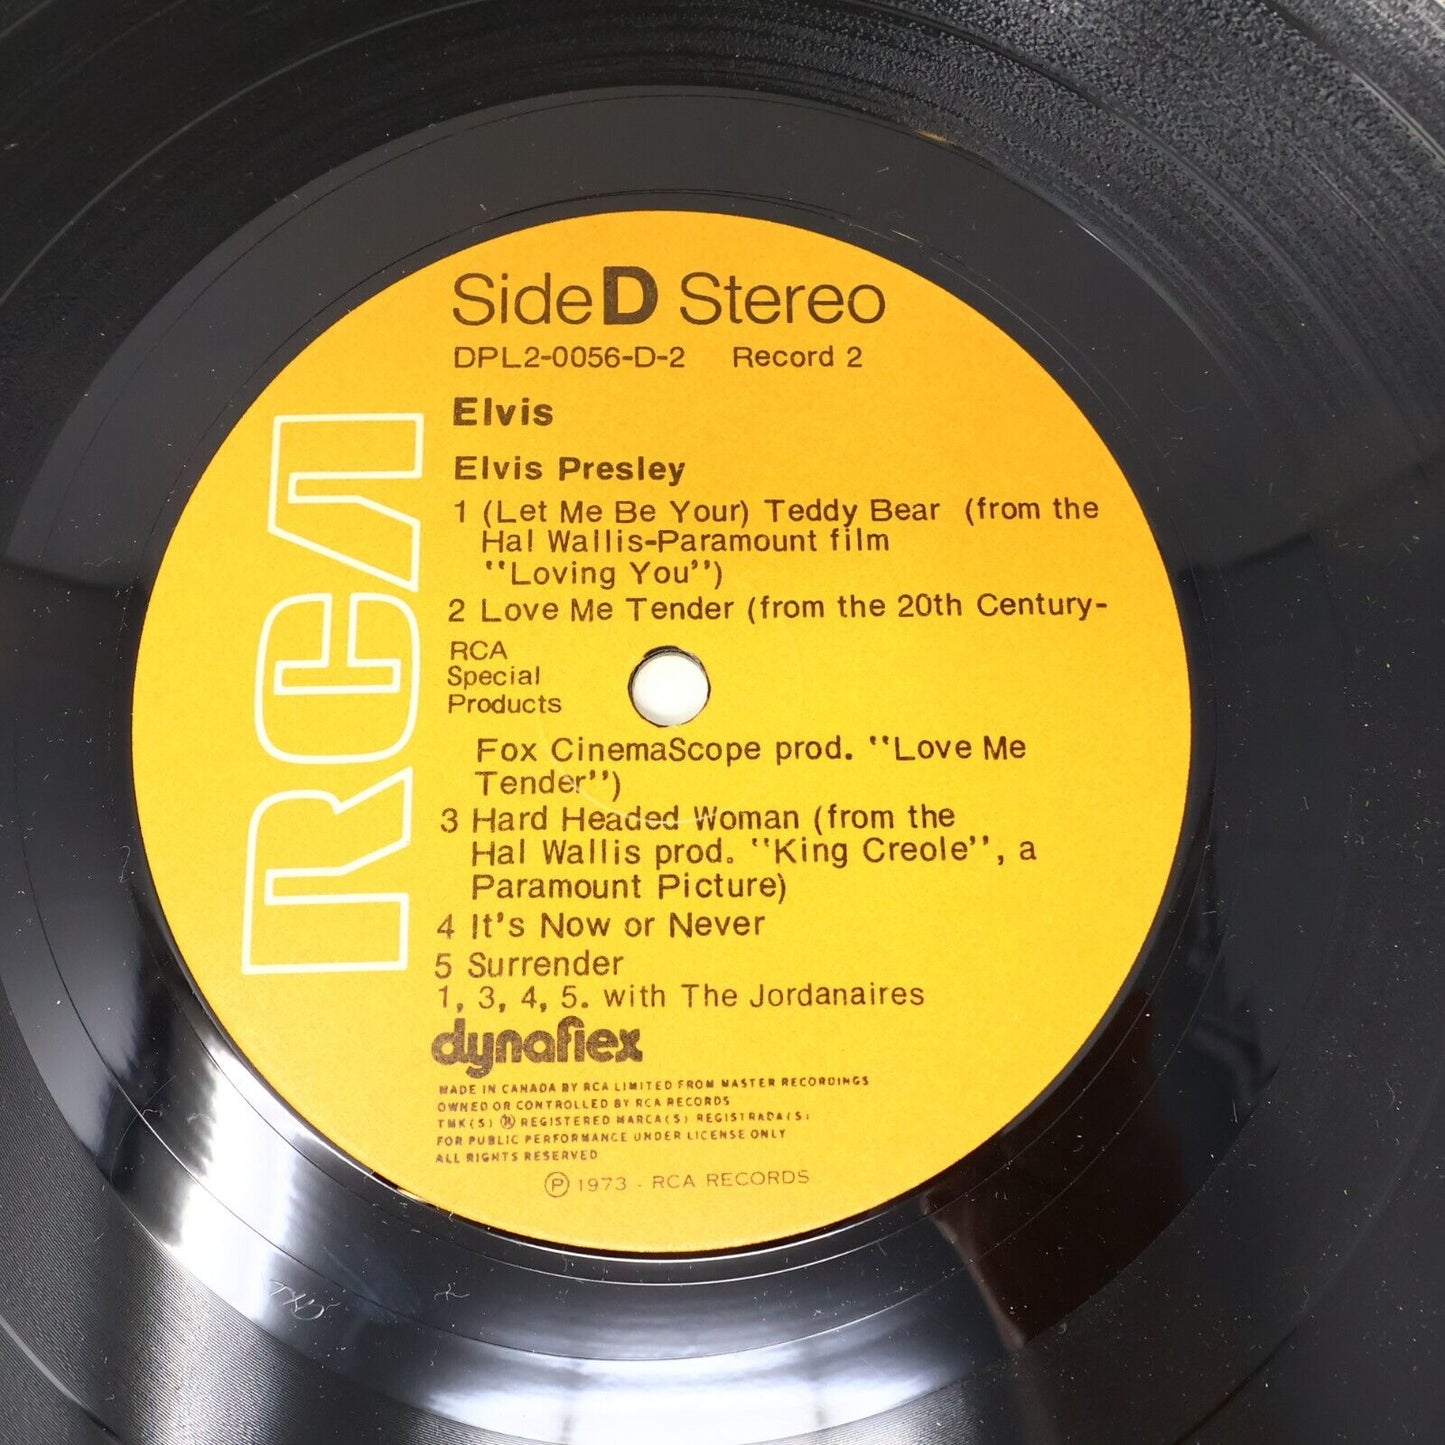 Side D Stereo
DPL2-0056-D-2 Record 2
Elvis
Elvis Presley
1 (Let Me Be Your) Teddy Bear (from the
Hal Wallis-Paramount film
"Loving You")
2 Love Me Tender (from the 20th Century-
RCA
Special
Products
Fox CinemaScope prod. "Love Me
Tender")
3 Hard Headed Woman (from the
Hal Wallis prod. "King Creole", a
Paramount Picture)
4 It's Now or Never
5 Surrender
1, 3, 4, 5. with The Jordanaires
dynaflex
MADE IN CANADA BY RCA LIMITED FROM MASTER RECORDINGS
OWNED OR CONTROLLED BY RCA RECORDS
TMK(S) ® REGISTERED MARCA(S) REGISTRADA(S)
FOR PUBLIC PERFORMANCE UNDER LICENSE ONLY
ALL RIGHTS RESERVED
℗ 1973 - RCA RECORDS
RCA